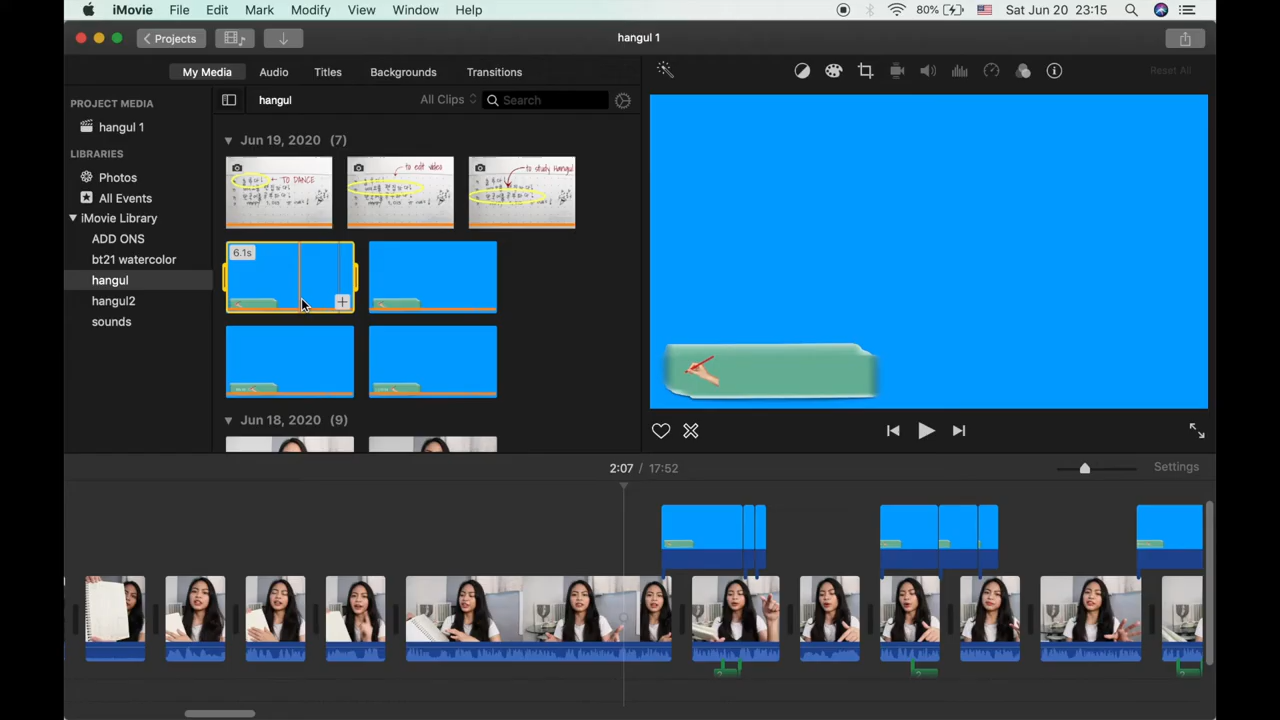 iMovie File Edit Mark Modify View Window Help 80% Sat Jun 20 23:15
Projects hangul 1
My Media Audio Titles Backgrounds Transitions Reset All
PROJECT MEDIA hangul All Clips Search
hangul 1
LIBRARIES
Photos
All Events
iMovie Library
ADD ONS
bt21 watercolor
hangul
hangul2
sounds
Jun 19, 2020 (7)
TO DANCE
to edit video
to study Hangul
6.1s
Jun 18, 2020 (9)
2:07 / 17:52 Settings